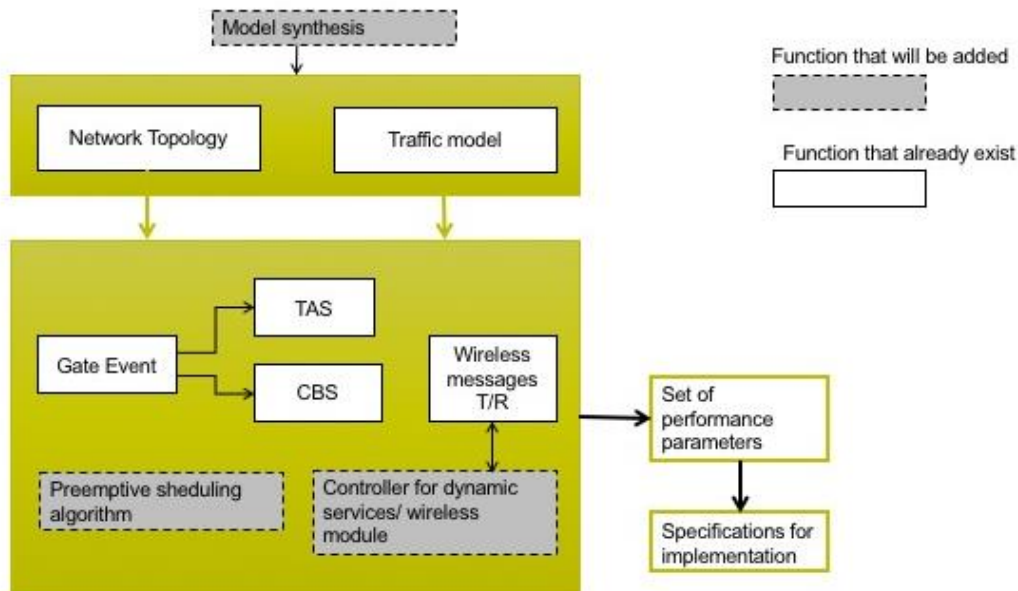 Model synthesis
Function that will be added
Network Topology
Traffic model
Function that already exist
TAS
Gate Event
CBS
Wireless
messages
T/R
Set of
performance
parameters
Preemptive sheduling
algorithm
Controller for dynamic
services/ wireless
module
Specifications for
implementation